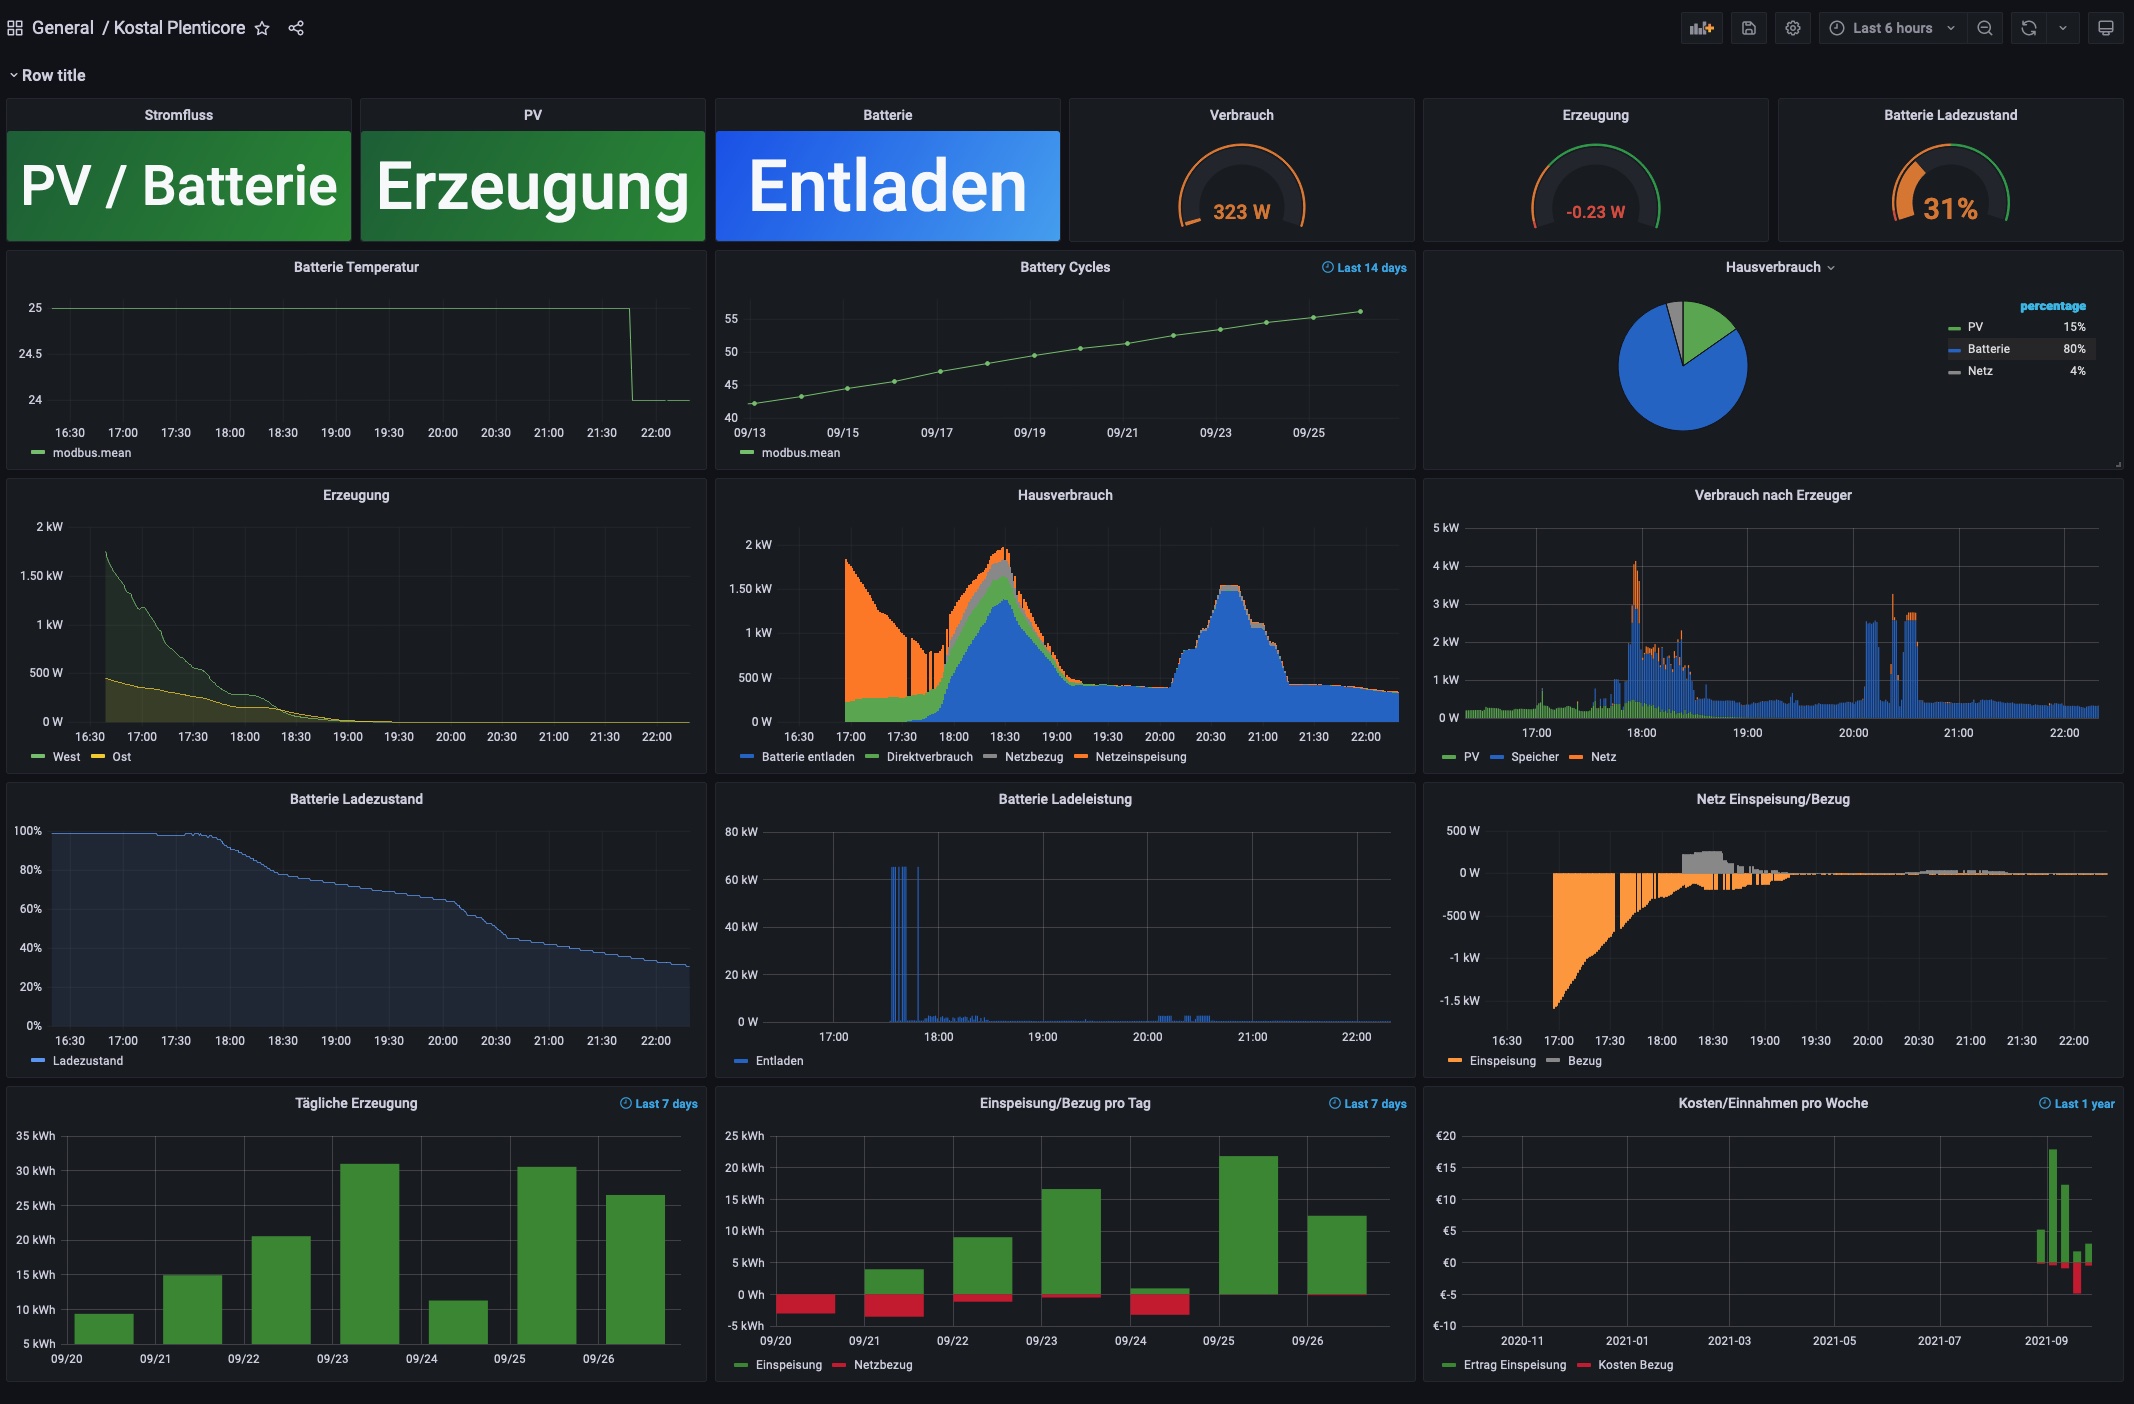 General / Kostal Plenticore
Last 6 hours
Row title
Stromfluss
PV / Batterie
PV
Erzeugung
Batterie
Entladen
Verbrauch
323 W
Erzeugung
-0.23 W
Batterie Ladezustand
31%
Batterie Temperatur
25
24.5
24
16:30 17:00 17:30 18:00 18:30 19:00 19:30 20:00 20:30 21:00 21:30 22:00
modbus.mean
Battery Cycles
Last 14 days
55
50
45
40
09/13 09/15 09/17 09/19 09/21 09/23 09/25
modbus.mean
Hausverbrauch
percentage
PV 15%
Batterie 80%
Netz 4%
Erzeugung
2 kW
1.50 kW
1 kW
500 W
0 W
16:30 17:00 17:30 18:00 18:30 19:00 19:30 20:00 20:30 21:00 21:30 22:00
West Ost
Hausverbrauch
2 kW
1.50 kW
1 kW
500 W
0 W
16:30 17:00 17:30 18:00 18:30 19:00 19:30 20:00 20:30 21:00 21:30 22:00
Batterie entladen Direktverbrauch Netzbezug Netzeinspeisung
Verbrauch nach Erzeuger
5 kW
4 kW
3 kW
2 kW
1 kW
0 W
17:00 18:00 19:00 20:00 21:00 22:00
PV Speicher Netz
Batterie Ladezustand
100%
80%
60%
40%
20%
0%
16:30 17:00 17:30 18:00 18:30 19:00 19:30 20:00 20:30 21:00 21:30 22:00
Ladezustand
Batterie Ladeleistung
80 kW
60 kW
40 kW
20 kW
0 W
17:00 18:00 19:00 20:00 21:00 22:00
Entladen
Netz Einspeisung/Bezug
500 W
0 W
-500 W
-1 kW
-1.5 kW
16:30 17:00 17:30 18:00 18:30 19:00 19:30 20:00 20:30 21:00 21:30 22:00
Einspeisung Bezug
Tägliche Erzeugung
Last 7 days
35 kWh
30 kWh
25 kWh
20 kWh
15 kWh
10 kWh
5 kWh
09/20 09/21 09/22 09/23 09/24 09/25 09/26
Einspeisung/Bezug pro Tag
Last 7 days
25 kWh
20 kWh
15 kWh
10 kWh
5 kWh
0 Wh
-5 kWh
09/20 09/21 09/22 09/23 09/24 09/25 09/26
Einspeisung Netzbezug
Kosten/Einnahmen pro Woche
Last 1 year
€20
€15
€10
€5
€0
€-5
€-10
2020-11 2021-01 2021-03 2021-05 2021-07 2021-09
Ertrag Einspeisung Kosten Bezug